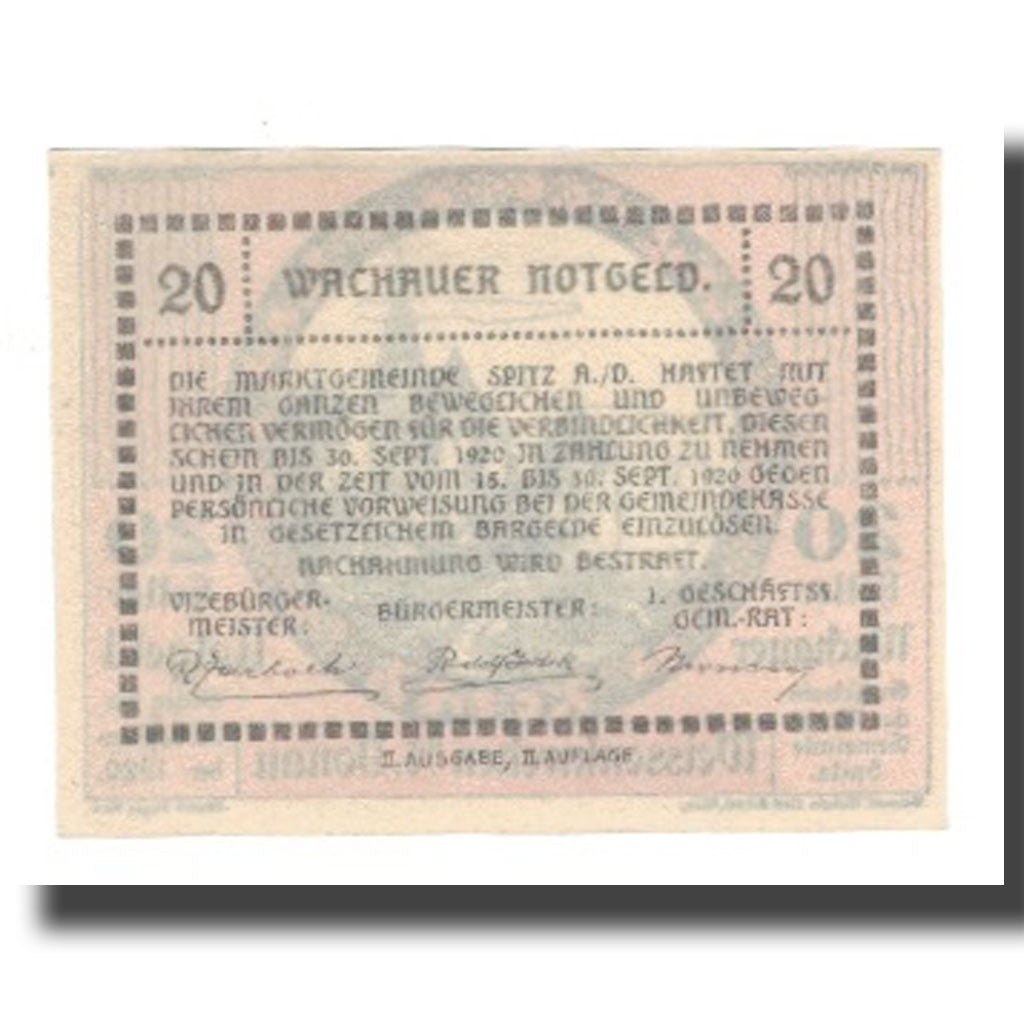 20 WACHAUER NOTGELD. 20
DIE MARKTGEMEINDE SPITZ A./D. HAFTET MIT
IHREM GANZEN BEWEGLICHEN UND UNBEWEG-
LICHEN VERMÖGEN FÜR DIE VERBINDLICHKEIT, DIESEN
SCHEIN BIS 30. SEPT. 1920 IN ZAHLUNG ZU NEHMEN
UND IN DER ZEIT VOM 15. BIS 30. SEPT. 1920 GEGEN
PERSÖNLICHE VORWEISUNG BEI DER GEMEINDEKASSE
IN GESETZLICHEM BARGELDE EINZULÖSEN.
NACHAHMUNG WIRD BESTRAFT.
VIZEBÜRGER-
MEISTER:
BÜRGERMEISTER:
1. GESCHÄFTSF.
GEM.-RAT:
II. AUSGABE, II. AUFLAGE